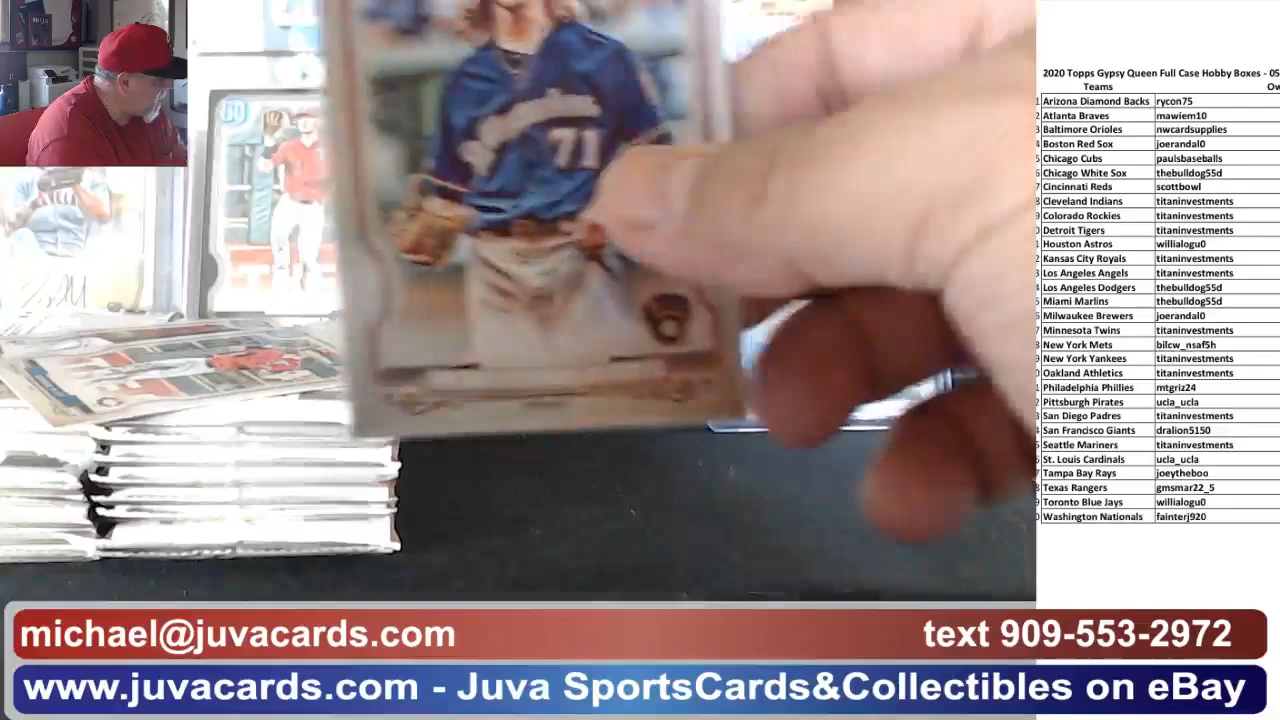 2020 Topps Gypsy Queen Full Case Hobby Boxes - 05
Teams Ow
1 Arizona Diamond Backs rycon75
2 Atlanta Braves mawiem10
3 Baltimore Orioles nwcardsupplies
4 Boston Red Sox joerandal0
5 Chicago Cubs paulsbaseballs
6 Chicago White Sox thebulldog55d
7 Cincinnati Reds scottbowl
8 Cleveland Indians titaninvestments
9 Colorado Rockies titaninvestments
0 Detroit Tigers titaninvestments
1 Houston Astros willialogu0
2 Kansas City Royals titaninvestments
3 Los Angeles Angels titaninvestments
4 Los Angeles Dodgers thebulldog55d
5 Miami Marlins thebulldog55d
6 Milwaukee Brewers joerandal0
7 Minnesota Twins titaninvestments
8 New York Mets bilcw_nsaf5h
9 New York Yankees titaninvestments
0 Oakland Athletics titaninvestments
1 Philadelphia Phillies mtgriz24
2 Pittsburgh Pirates ucla_ucla
3 San Diego Padres titaninvestments
4 San Francisco Giants dralion5150
5 Seattle Mariners titaninvestments
6 St. Louis Cardinals ucla_ucla
7 Tampa Bay Rays joeytheboo
8 Texas Rangers gmsmar22_5
9 Toronto Blue Jays willialogu0
0 Washington Nationals fainterj920
71
michael@juvacards.com text 909-553-2972
www.juvacards.com - Juva SportsCards&Collectibles on eBay